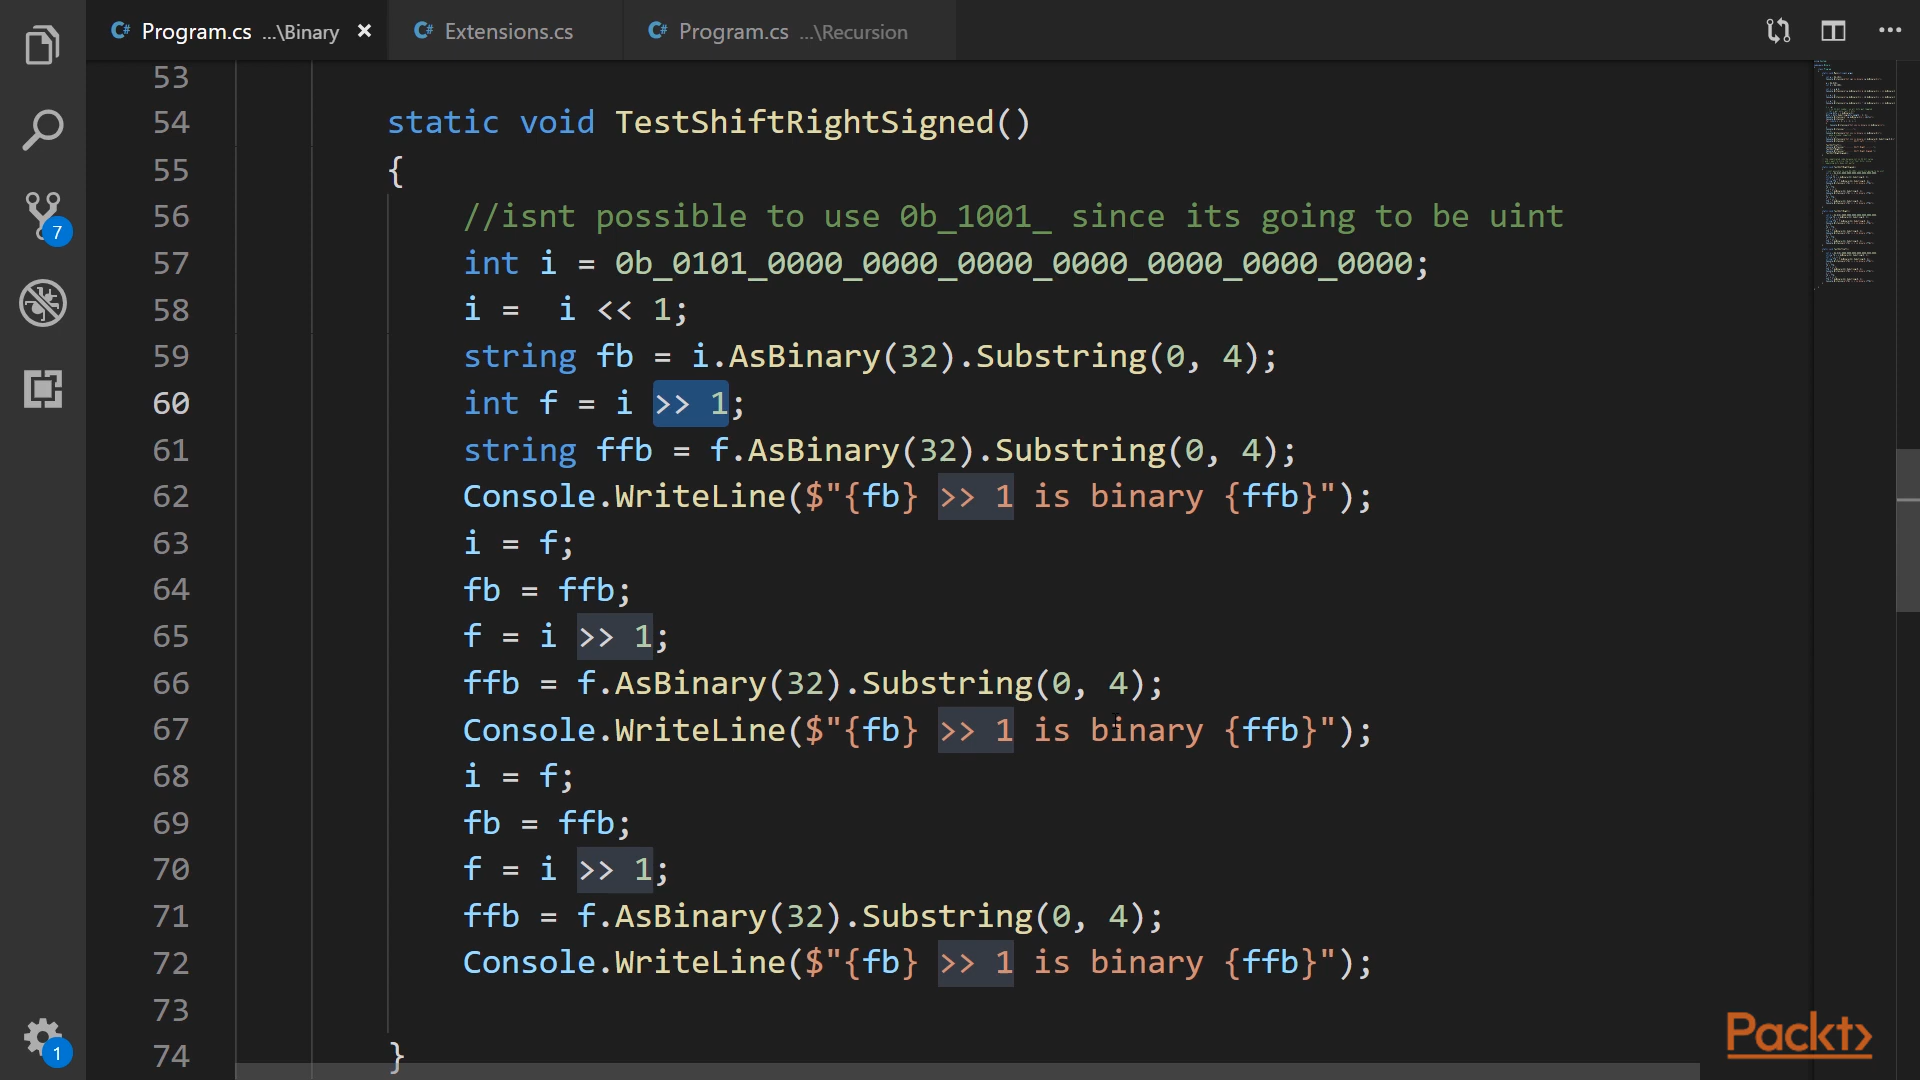 Program.cs ...\Binary × Extensions.cs Program.cs ...\Recursion
53
54 static void TestShiftRightSigned()
55 {
56 //isnt possible to use 0b_1001_ since its going to be uint
57 int i = 0b_0101_0000_0000_0000_0000_0000_0000_0000;
58 i =  i << 1;
59 string fb = i.AsBinary(32).Substring(0, 4);
60 int f = i >> 1;
61 string ffb = f.AsBinary(32).Substring(0, 4);
62 Console.WriteLine($"{fb} >> 1 is binary {ffb}");
63 i = f;
64 fb = ffb;
65 f = i >> 1;
66 ffb = f.AsBinary(32).Substring(0, 4);
67 Console.WriteLine($"{fb} >> 1 is binary {ffb}");
68 i = f;
69 fb = ffb;
70 f = i >> 1;
71 ffb = f.AsBinary(32).Substring(0, 4);
72 Console.WriteLine($"{fb} >> 1 is binary {ffb}");
73
74 }
7
1
Packt>